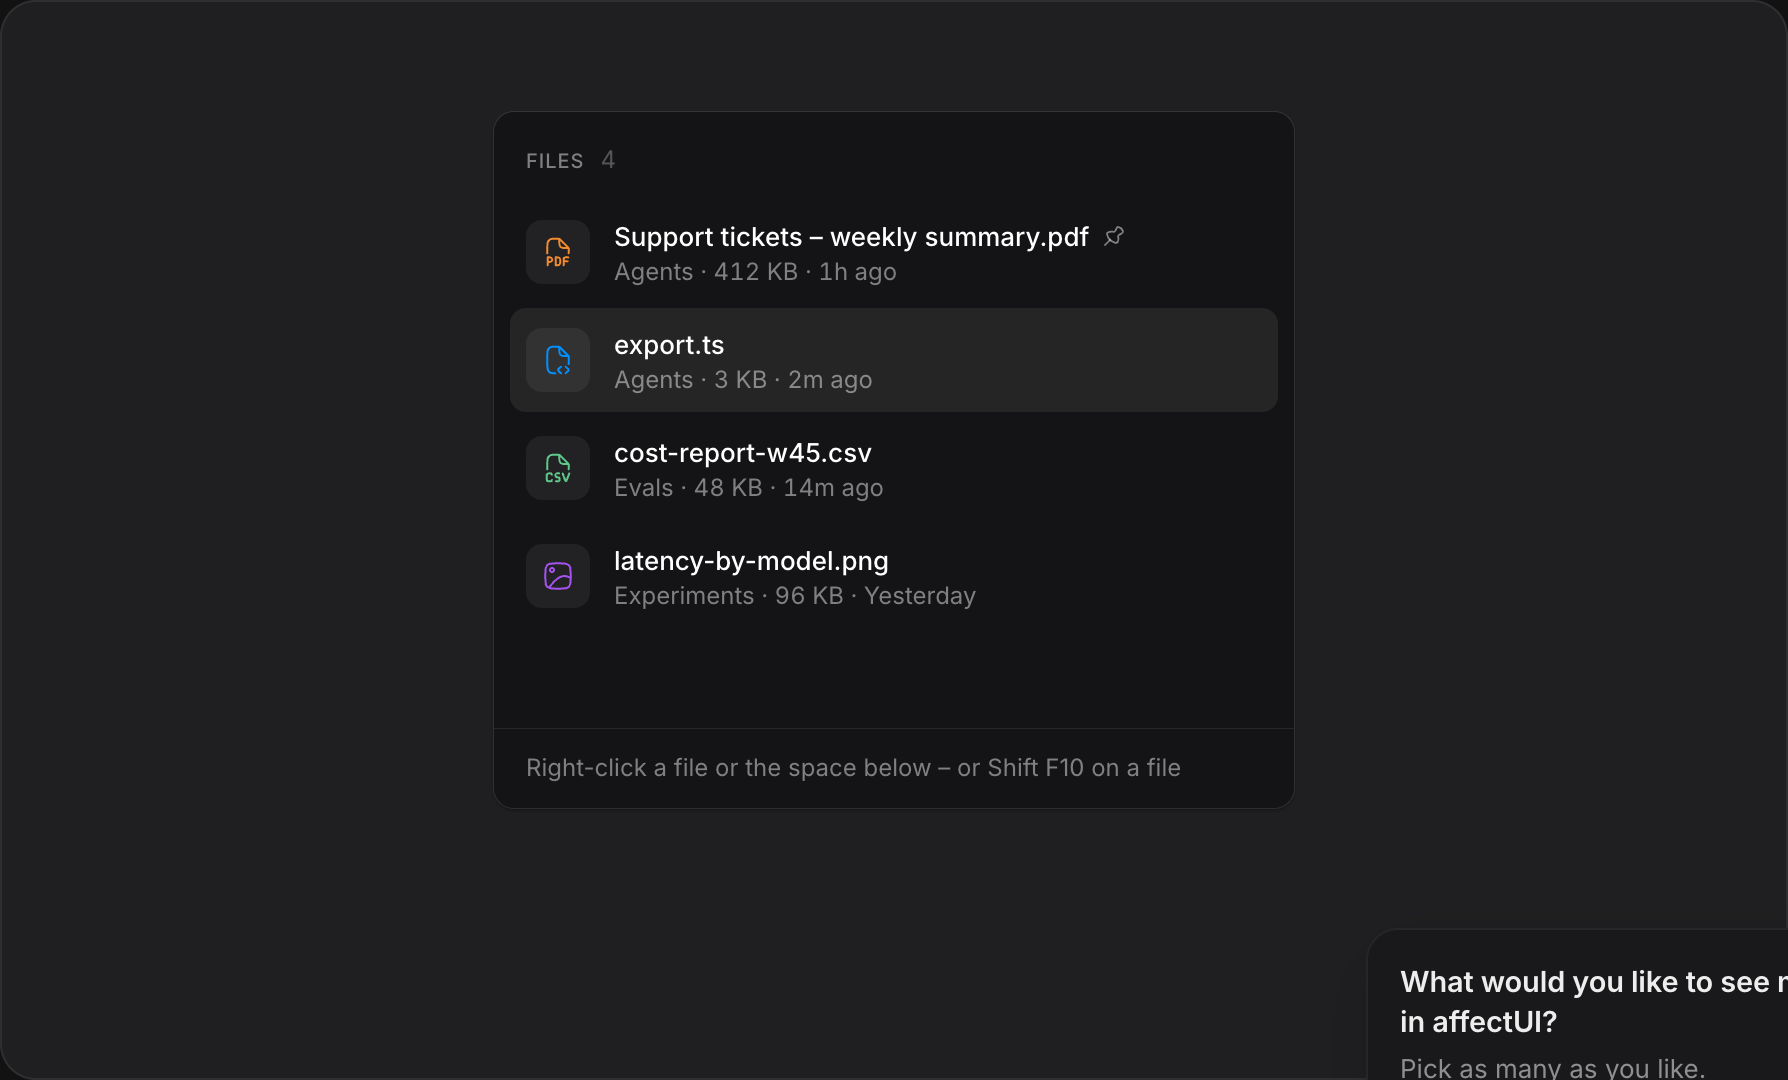 FILES 4
Support tickets – weekly summary.pdf
PDF
Agents · 412 KB · 1h ago
export.ts
Agents · 3 KB · 2m ago
cost-report-w45.csv
CSV
Evals · 48 KB · 14m ago
latency-by-model.png
Experiments · 96 KB · Yesterday
Right-click a file or the space below – or Shift F10 on a file
What would you like to see
in affectUI?
Pick as many as you like.